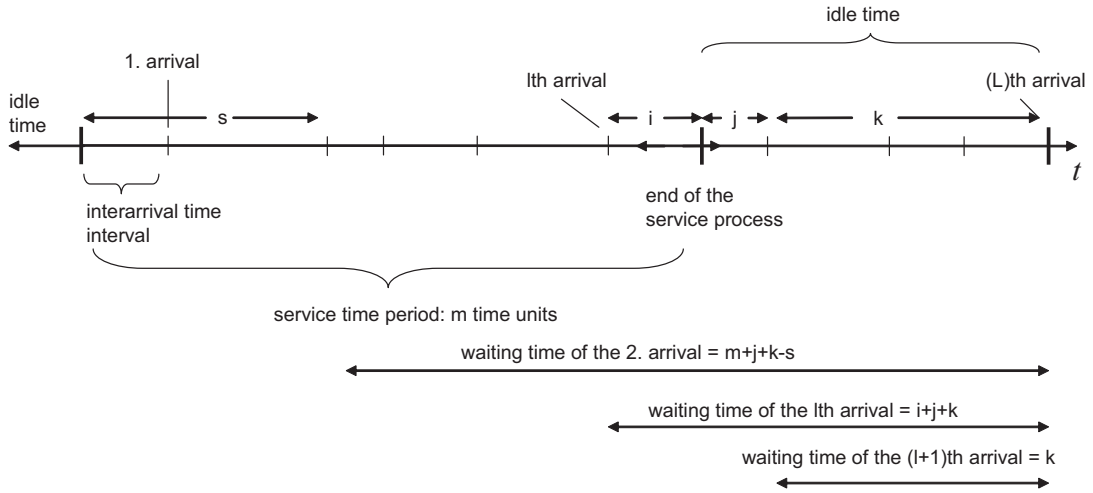 idle time
1. arrival
lth arrival
(L)th arrival
idle
time
s
i
j
k
t
interarrival time
interval
end of the
service process
service time period: m time units
waiting time of the 2. arrival = m+j+k-s
waiting time of the lth arrival = i+j+k
waiting time of the (l+1)th arrival = k